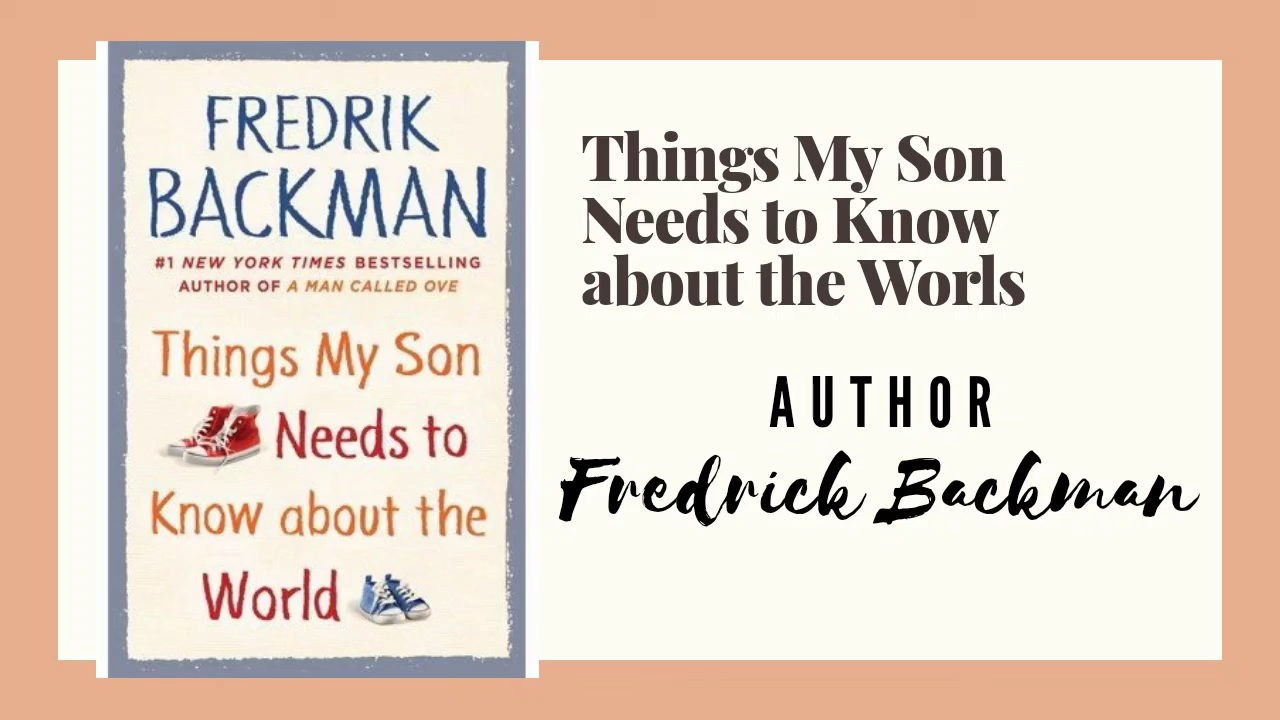 FREDRIK
BACKMAN
#1 NEW YORK TIMES BESTSELLING
AUTHOR OF A MAN CALLED OVE
Things My Son
Needs to
Know about the
World
Things My Son
Needs to Know
about the Worls
AUTHOR
Fredrick Backman